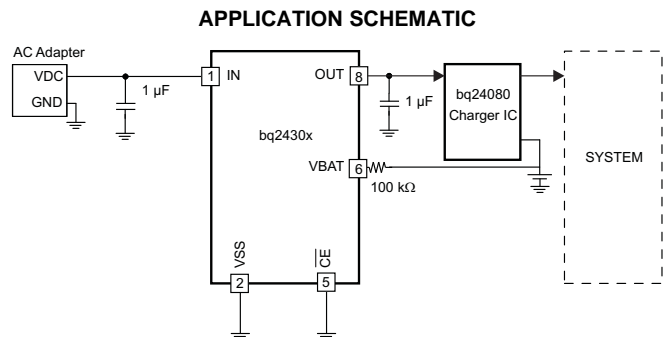 APPLICATION SCHEMATIC
AC Adapter
VDC
GND
1 µF
1
IN
OUT
8
bq2430x
1 µF
bq24080
Charger IC
VBAT
6
100 kΩ
SYSTEM
VSS
CE
2
5